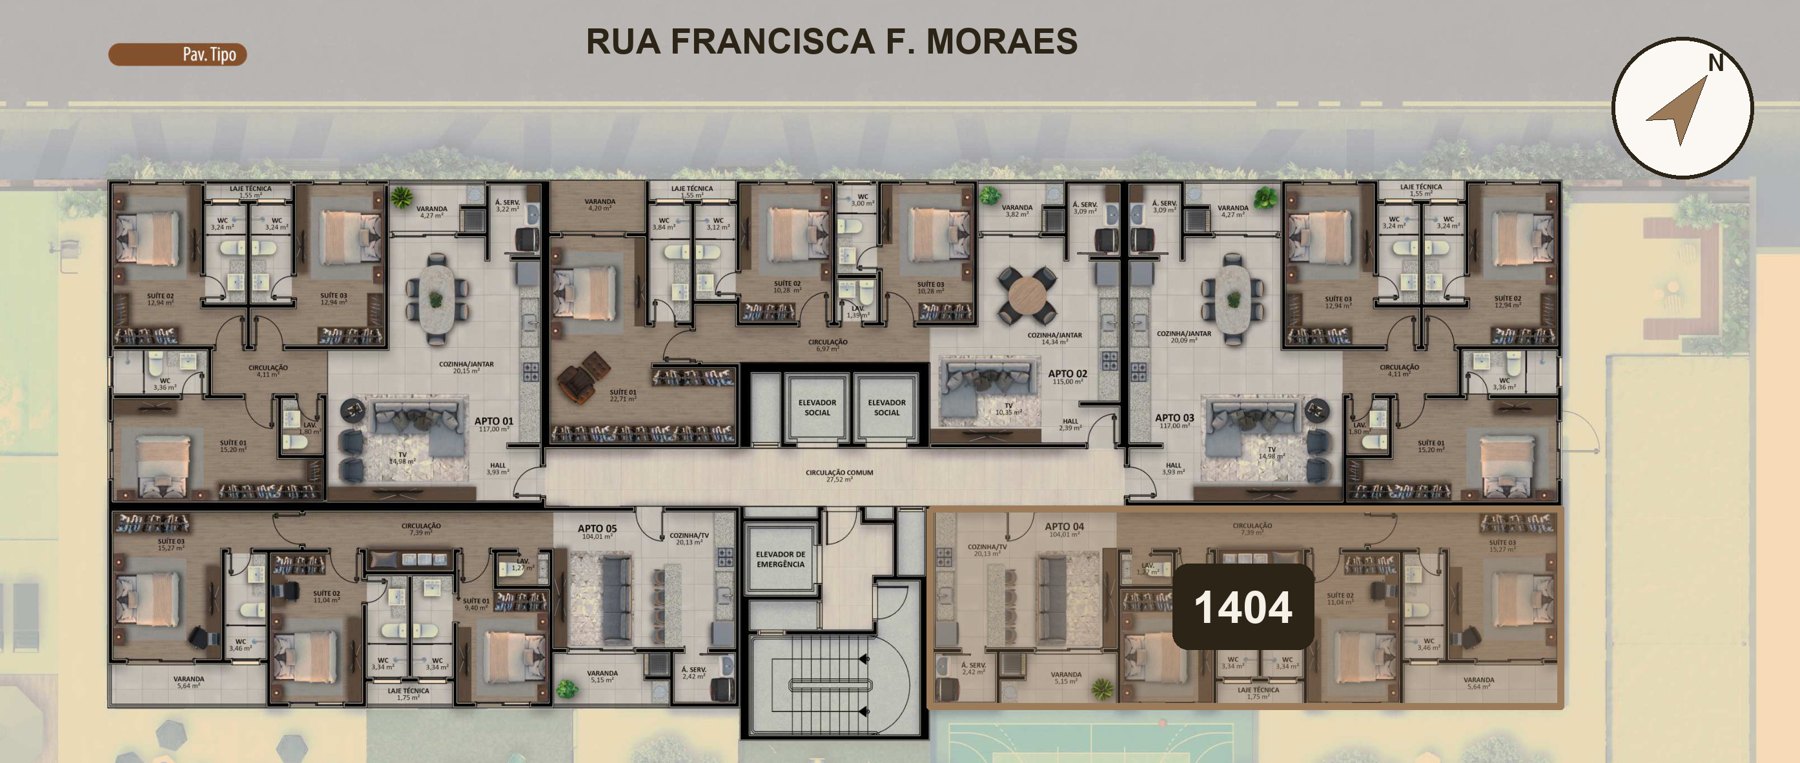 RUA FRANCISCA F. MORAES
Pav. Tipo
N
LAJE TÉCNICA
1,55 m²
WC
3,24 m²
WC
3,24 m²
VARANDA
4,27 m²
Á. SERV.
3,22 m²
SUÍTE 02
12,94 m²
SUÍTE 03
12,94 m²
COZINHA/JANTAR
20,15 m²
CIRCULAÇÃO
4,11 m²
WC
3,36 m²
SUÍTE 01
15,20 m²
LAV.
1,80 m²
APTO 01
117,00 m²
TV
14,98 m²
HALL
3,93 m²
VARANDA
4,20 m²
LAJE TÉCNICA
1,55 m²
WC
3,84 m²
WC
3,12 m²
WC
3,00 m²
SUÍTE 02
10,28 m²
SUÍTE 03
10,28 m²
LAV.
1,39 m²
CIRCULAÇÃO
6,97 m²
SUÍTE 01
22,71 m²
VARANDA
3,82 m²
Á. SERV.
3,09 m²
COZINHA/JANTAR
14,34 m²
APTO 02
115,00 m²
TV
10,35 m²
HALL
2,39 m²
ELEVADOR
SOCIAL
ELEVADOR
SOCIAL
CIRCULAÇÃO COMUM
27,52 m²
Á. SERV.
3,09 m²
VARANDA
4,27 m²
LAJE TÉCNICA
1,55 m²
WC
3,24 m²
WC
3,24 m²
SUÍTE 03
12,94 m²
SUÍTE 02
12,94 m²
COZINHA/JANTAR
20,09 m²
CIRCULAÇÃO
4,11 m²
WC
3,36 m²
APTO 03
117,00 m²
LAV.
1,80 m²
SUÍTE 01
15,20 m²
TV
14,98 m²
HALL
3,93 m²
CIRCULAÇÃO
7,39 m²
APTO 05
104,01 m²
COZINHA/TV
20,13 m²
SUÍTE 03
15,27 m²
LAV.
1,27 m²
SUÍTE 02
11,04 m²
SUÍTE 01
9,40 m²
WC
3,46 m²
WC
3,34 m²
WC
3,34 m²
VARANDA
5,64 m²
LAJE TÉCNICA
1,75 m²
VARANDA
5,15 m²
Á. SERV.
2,42 m²
ELEVADOR DE
EMERGÊNCIA
APTO 04
104,01 m²
COZINHA/TV
20,13 m²
CIRCULAÇÃO
7,39 m²
SUÍTE 03
15,27 m²
LAV.
1404
SUÍTE 02
11,04 m²
WC
3,46 m²
WC
3,34 m²
WC
3,34 m²
Á. SERV.
2,42 m²
VARANDA
5,15 m²
LAJE TÉCNICA
1,75 m²
VARANDA
5,64 m²